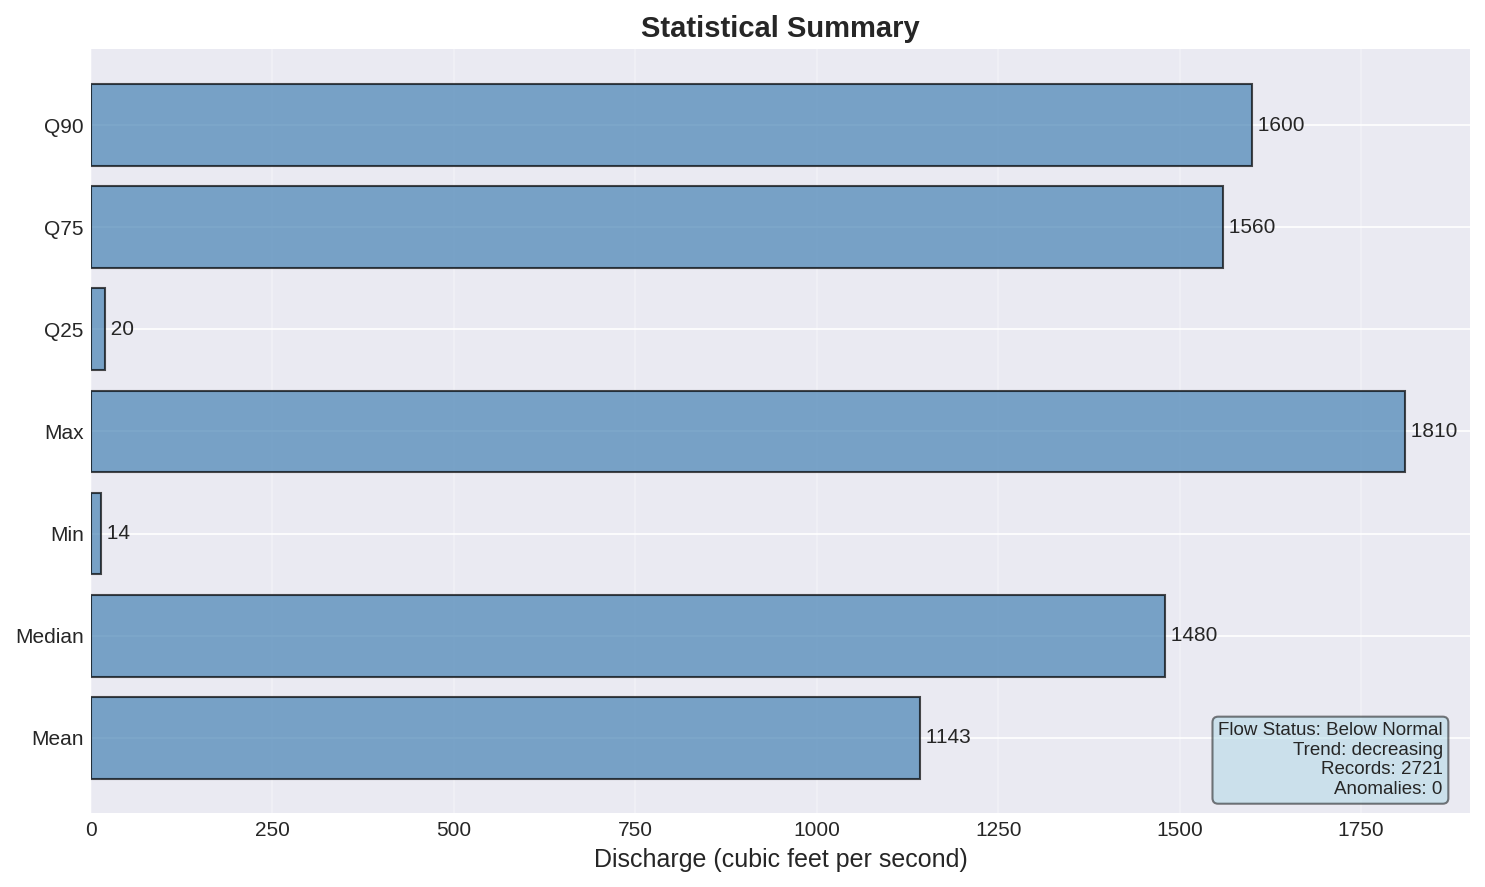 Statistical Summary
Q90
1600
Q75
1560
Q25
20
Max
1810
Min
14
Median
1480
Mean
1143
Flow Status: Below Normal
Trend: decreasing
Records: 2721
Anomalies: 0
0 250 500 750 1000 1250 1500 1750
Discharge (cubic feet per second)